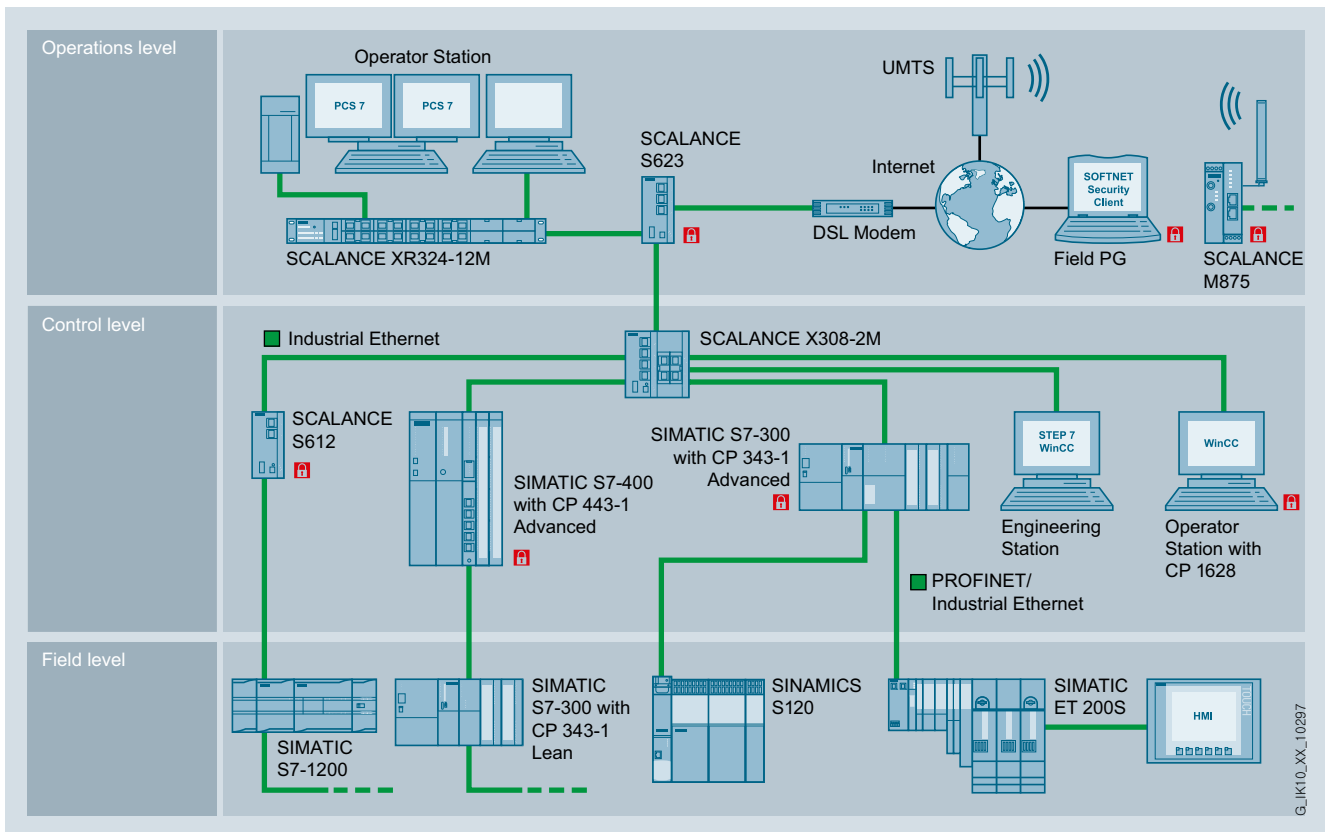 Operations level
Operator Station
PCS 7
PCS 7
SCALANCE
S623
UMTS
Internet
SOFTNET
Security
Client
SCALANCE XR324-12M
DSL Modem
Field PG
SCALANCE
M875
Control level
Industrial Ethernet
SCALANCE X308-2M
SCALANCE
S612
SIMATIC S7-400
with CP 443-1
Advanced
SIMATIC S7-300
with CP 343-1
Advanced
STEP 7
WinCC
Engineering
Station
WinCC
Operator
Station with
CP 1628
PROFINET/
Industrial Ethernet
Field level
SIMATIC
S7-1200
SIMATIC
S7-300 with
CP 343-1
Lean
SINAMICS
S120
SIMATIC
ET 200S
HMI
TOUCH
G_IK10_XX_10297